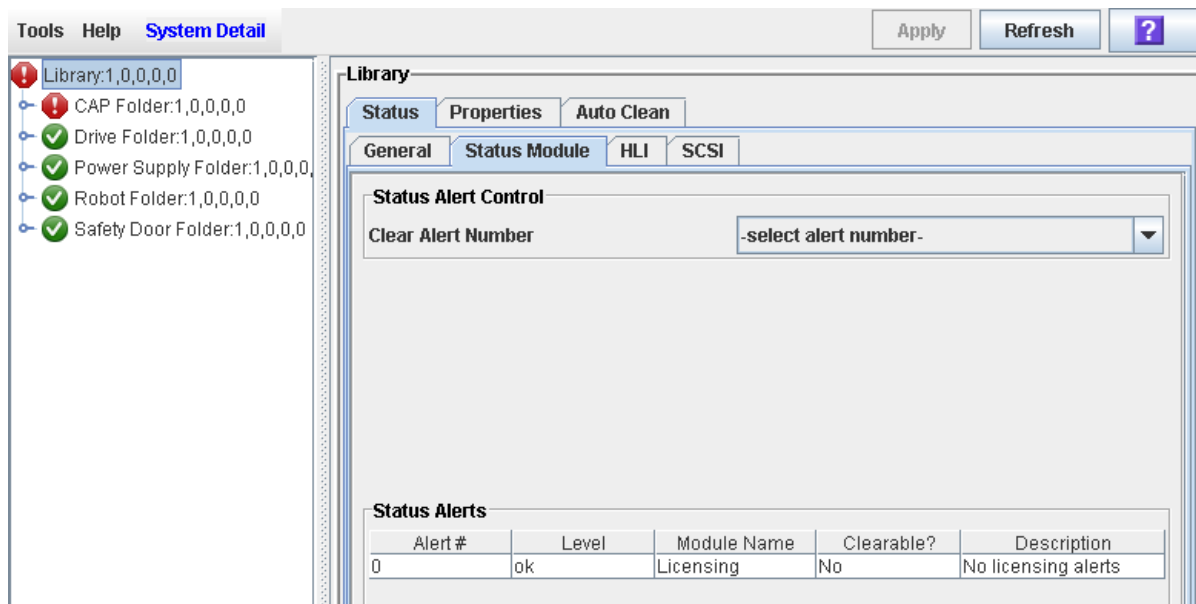 Tools Help System Detail
Apply Refresh ?
Library:1,0,0,0,0
CAP Folder:1,0,0,0,0
Drive Folder:1,0,0,0,0
Power Supply Folder:1,0,0,0,
Robot Folder:1,0,0,0,0
Safety Door Folder:1,0,0,0,0
Library
Status Properties Auto Clean
General Status Module HLI SCSI
Status Alert Control
Clear Alert Number -select alert number-
Status Alerts
Alert # Level Module Name Clearable? Description
0 ok Licensing No No licensing alerts